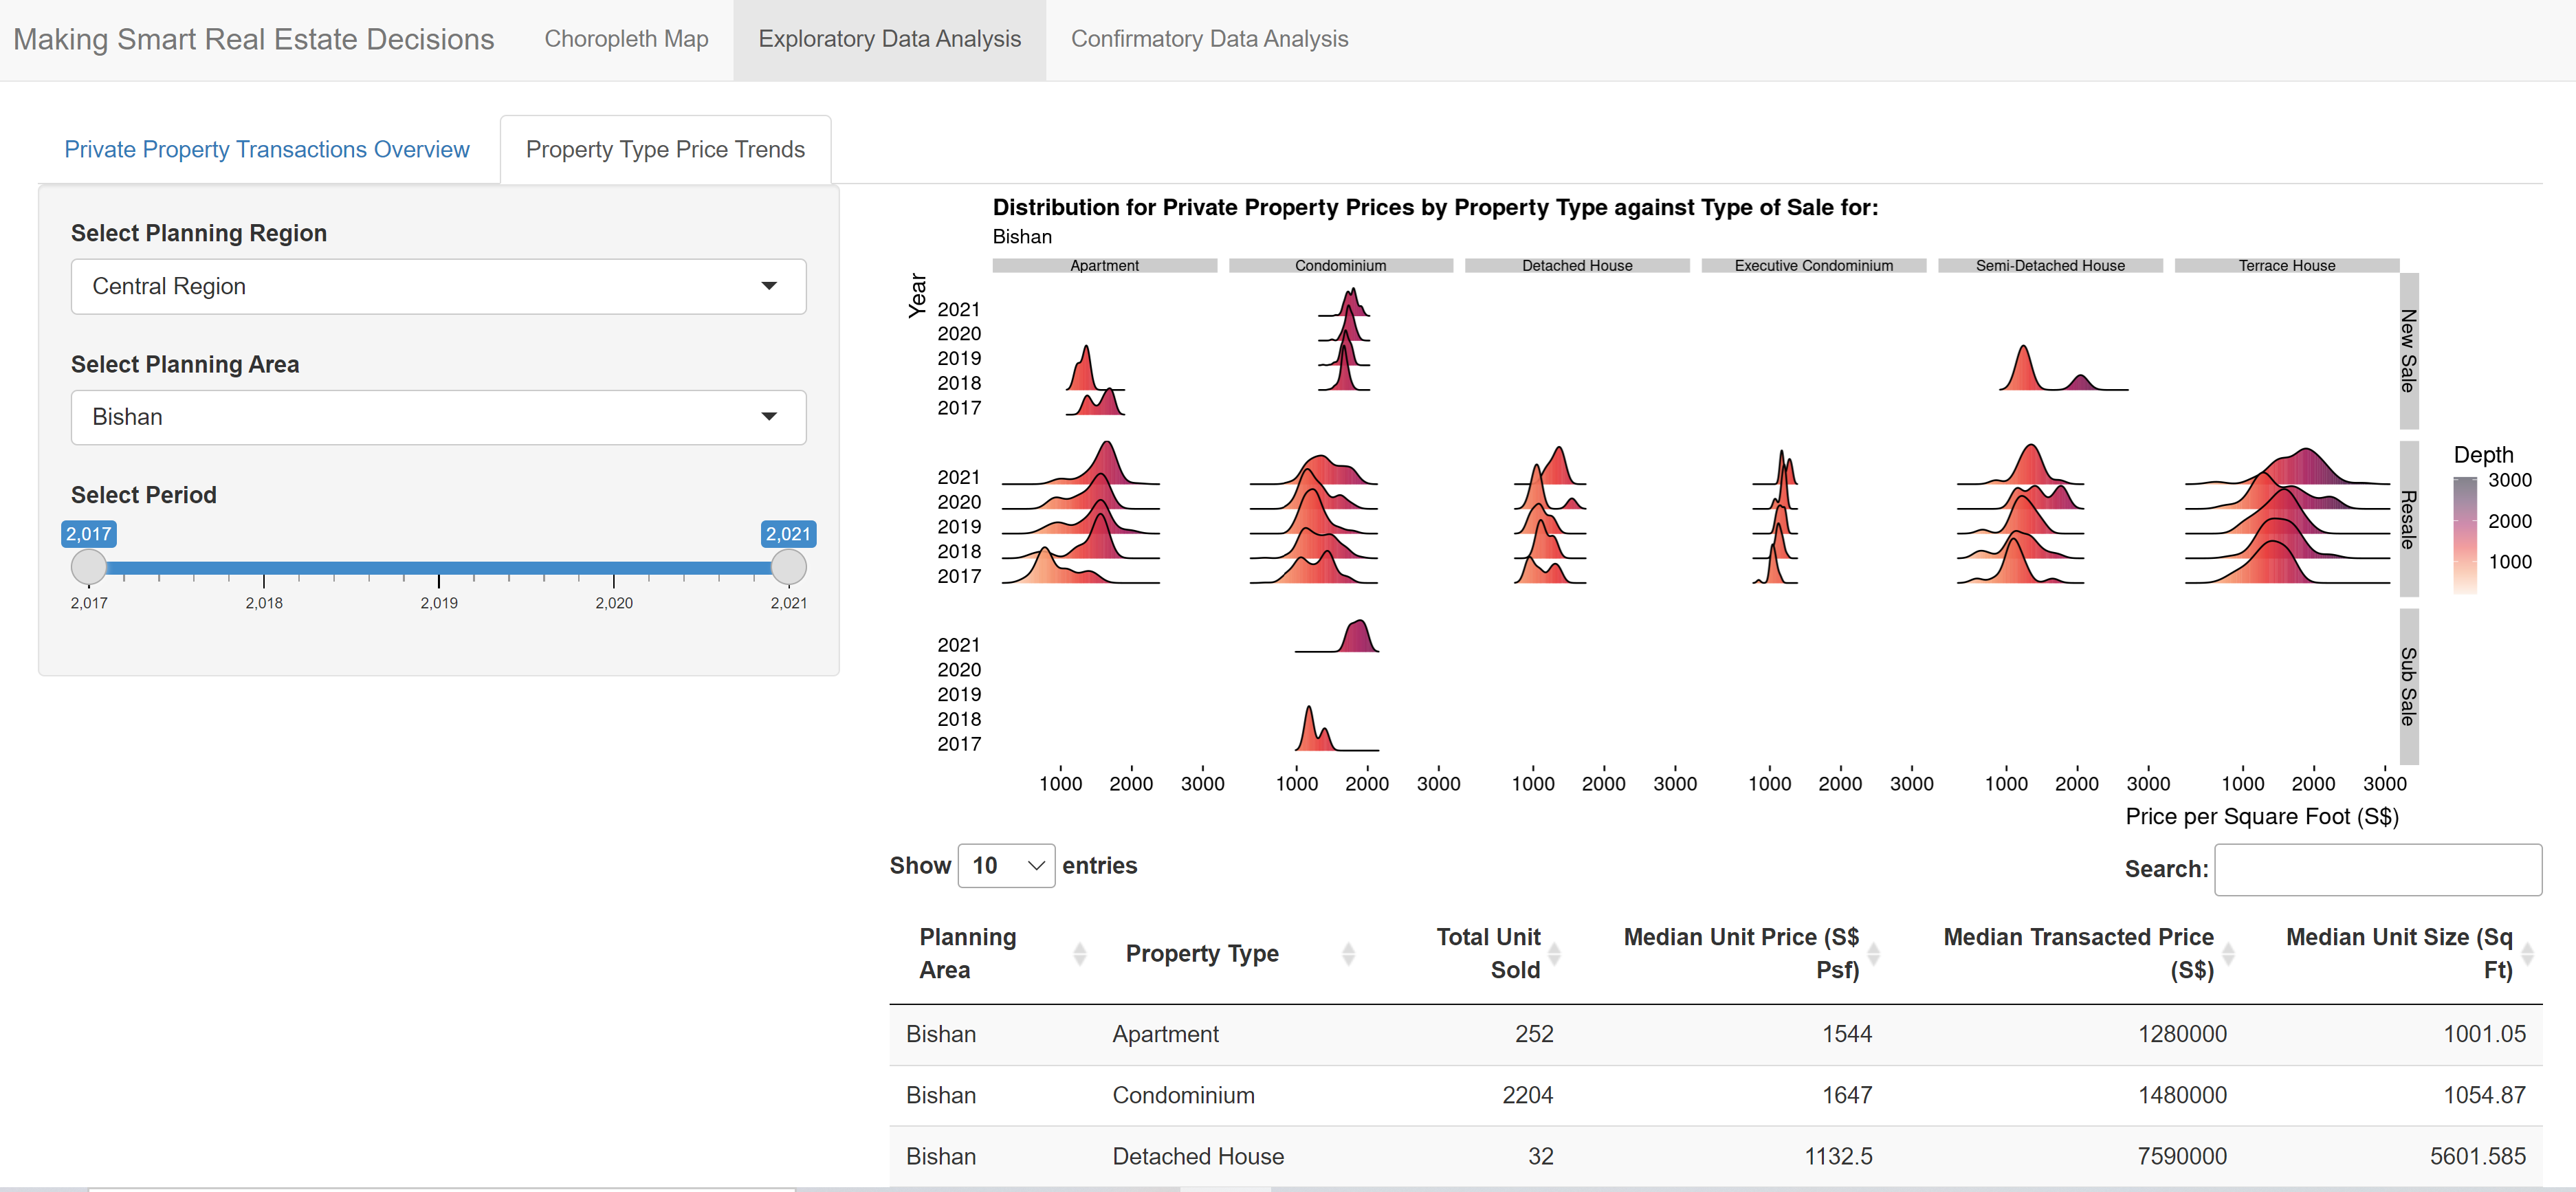 Making Smart Real Estate Decisions Choropleth Map Exploratory Data Analysis Confirmatory Data Analysis
Private Property Transactions Overview Property Type Price Trends
Select Planning Region
Central Region
Select Planning Area
Bishan
Select Period
2,017 2,021
2,017 2,018 2,019 2,020 2,021
Distribution for Private Property Prices by Property Type against Type of Sale for:
Bishan
Apartment Condominium Detached House Executive Condominium Semi-Detached House Terrace House
Year
2021
2020
2019
2018
2017
New Sale
2021
2020
2019
2018
2017
Resale
2021
2020
2019
2018
2017
Sub Sale
Depth
3000
2000
1000
1000 2000 3000 1000 2000 3000 1000 2000 3000 1000 2000 3000 1000 2000 3000 1000 2000 3000
Price per Square Foot (S$)
Show 10 entries
Search:
Planning Area Property Type Total Unit Sold Median Unit Price (S$ Psf) Median Transacted Price (S$) Median Unit Size (Sq Ft)
Bishan Apartment 252 1544 1280000 1001.05
Bishan Condominium 2204 1647 1480000 1054.87
Bishan Detached House 32 1132.5 7590000 5601.585